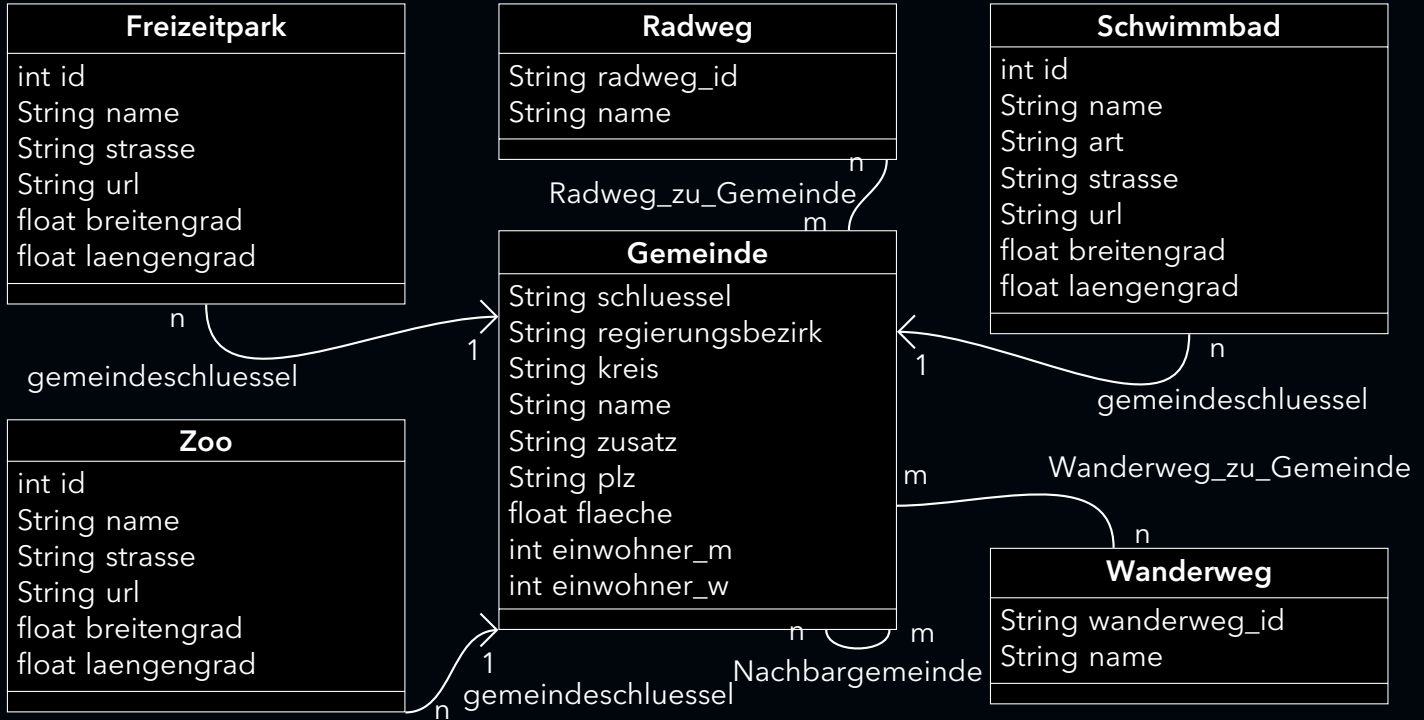 Freizeitpark
int id
String name
String strasse
String url
float breitengrad
float laengengrad
n
gemeindeschluessel
1
Radweg
String radweg_id
String name
n
Radweg_zu_Gemeinde
m
Schwimmbad
int id
String name
String art
String strasse
String url
float breitengrad
float laengengrad
n
1
gemeindeschluessel
Gemeinde
String schluessel
String regierungsbezirk
String kreis
String name
String zusatz
String plz
float flaeche
int einwohner_m
int einwohner_w
n
m
Nachbargemeinde
Zoo
int id
String name
String strasse
String url
float breitengrad
float laengengrad
n
1
gemeindeschluessel
m
Wanderweg_zu_Gemeinde
n
Wanderweg
String wanderweg_id
String name